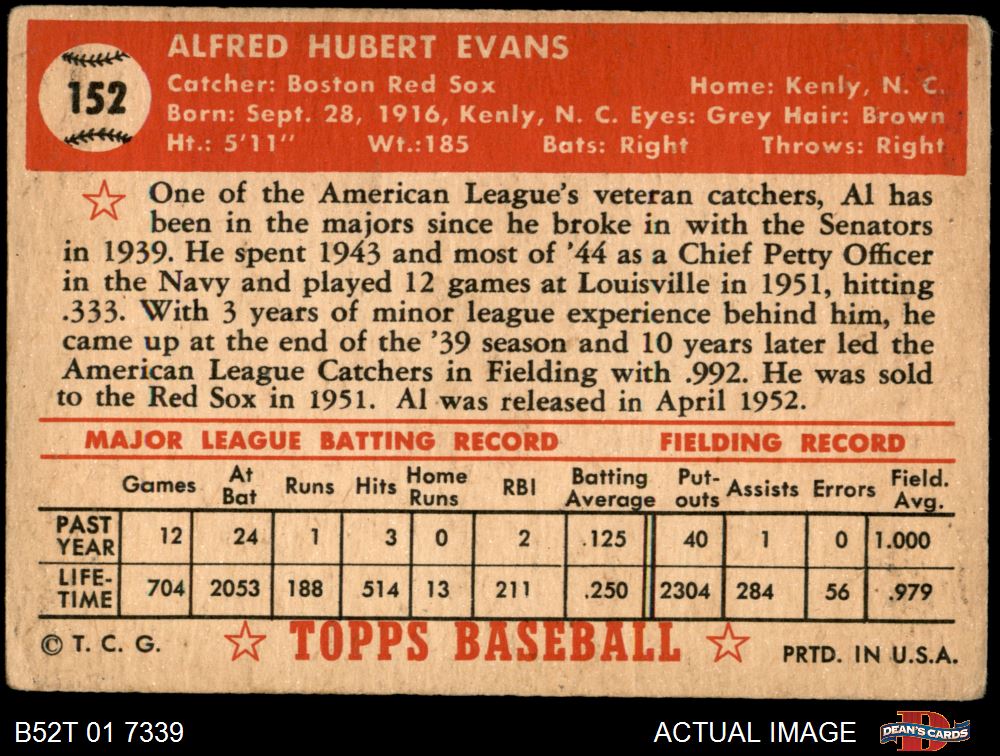 ALFRED HUBERT EVANS
152
Catcher: Boston Red Sox Home: Kenly, N. C.
Born: Sept. 28, 1916, Kenly, N. C. Eyes: Grey Hair: Brown
Ht.: 5'11" Wt.:185 Bats: Right Throws: Right
One of the American League's veteran catchers, Al has
been in the majors since he broke in with the Senators
in 1939. He spent 1943 and most of '44 as a Chief Petty Officer
in the Navy and played 12 games at Louisville in 1951, hitting
.333. With 3 years of minor league experience behind him, he
came up at the end of the '39 season and 10 years later led the
American League Catchers in Fielding with .992. He was sold
to the Red Sox in 1951. Al was released in April 1952.
MAJOR LEAGUE BATTING RECORD FIELDING RECORD
Games At Bat Runs Hits Home Runs RBI Batting Average Put-outs Assists Errors Field. Avg.
PAST YEAR 12 24 1 3 0 2 .125 40 1 0 1.000
LIFE-TIME 704 2053 188 514 13 211 .250 2304 284 56 .979
© T. C. G. TOPPS BASEBALL PRTD. IN U.S.A.
B52T 01 7339 ACTUAL IMAGE DEAN'S CARDS